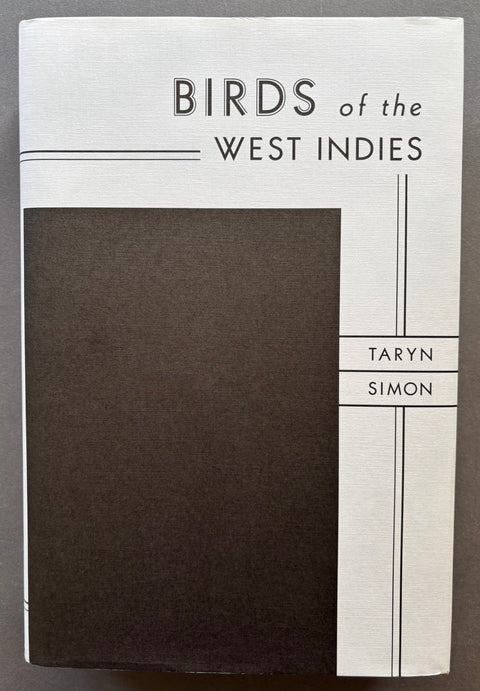 BIRDS of the
WEST INDIES
TARYN
SIMON